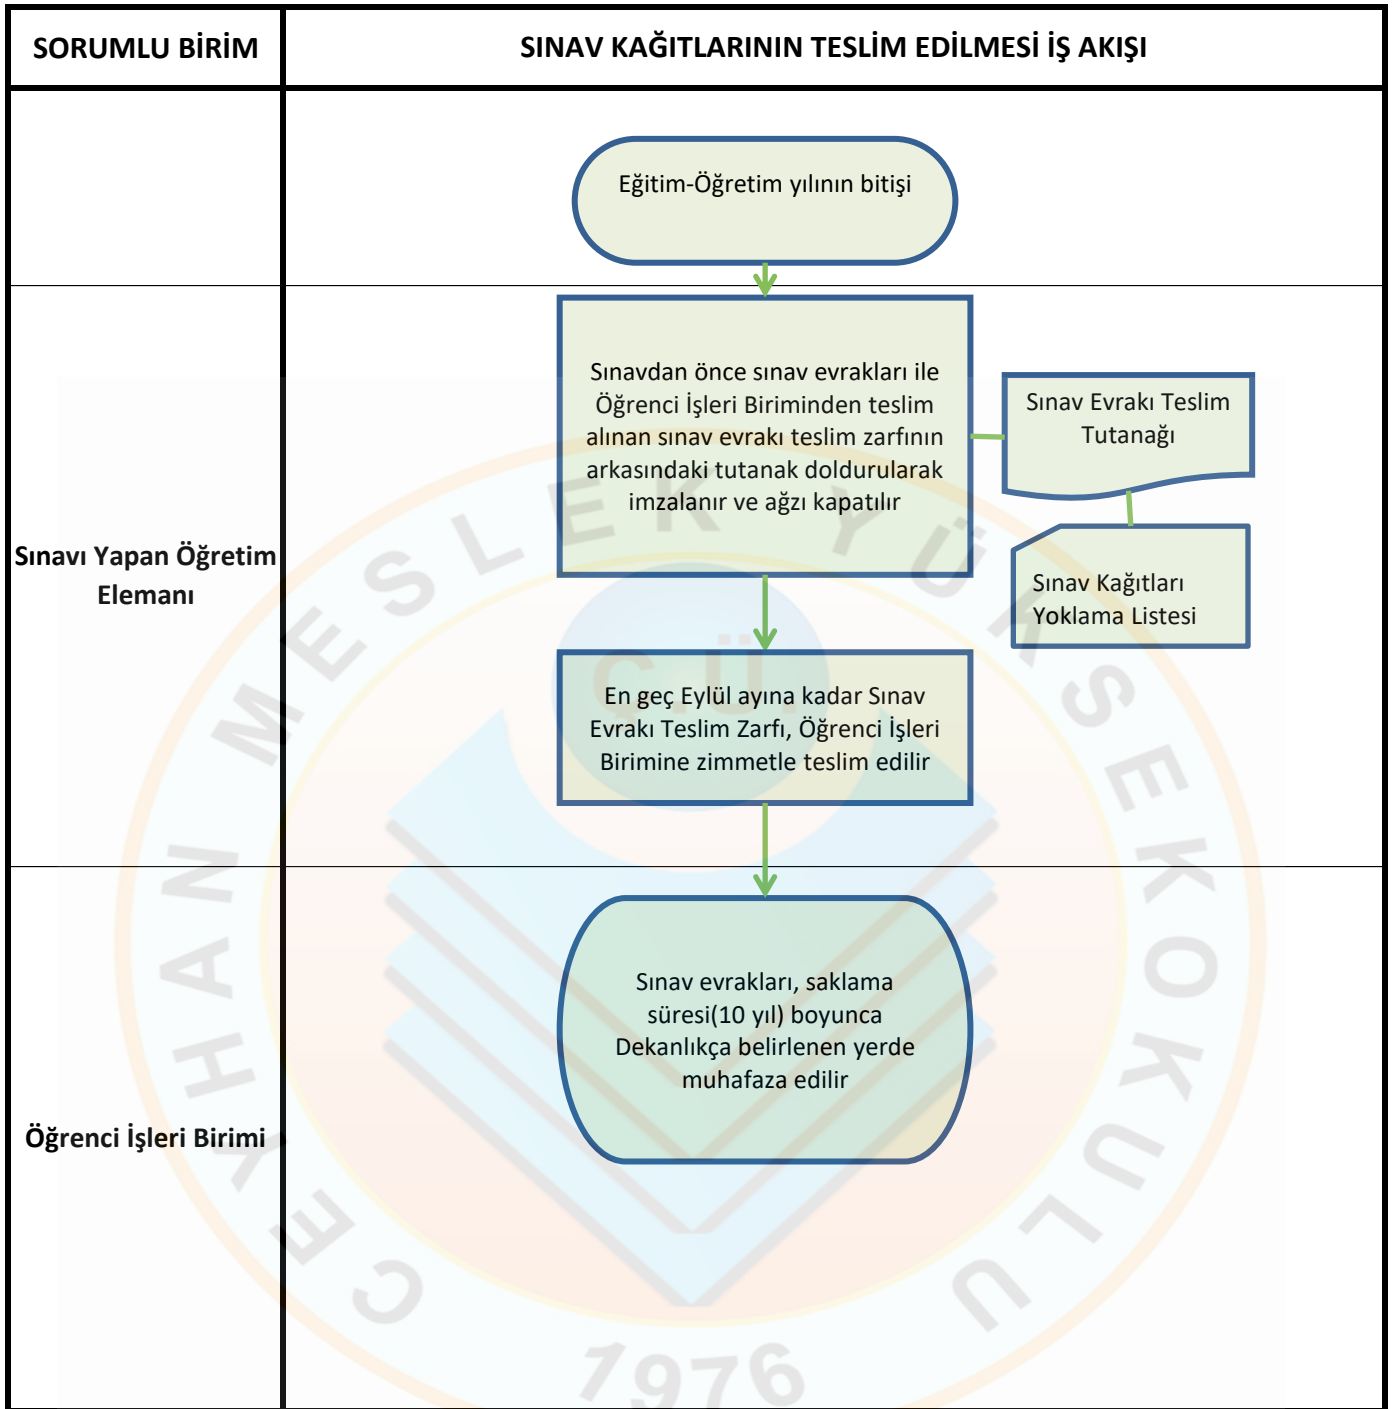 SORUMLU BİRİM
SINAV KAĞITLARININ TESLİM EDİLMESİ İŞ AKIŞI
Eğitim-Öğretim yılının bitişi
Sınavı Yapan Öğretim
Elemanı
Sınavdan önce sınav evrakları ile
Öğrenci İşleri Biriminden teslim
alınan sınav evrakı teslim zarfının
arkasındaki tutanak doldurularak
imzalanır ve ağzı kapatılır
Sınav Evrakı Teslim
Tutanağı
Sınav Kağıtları
Yoklama Listesi
En geç Eylül ayına kadar Sınav
Evrakı Teslim Zarfı, Öğrenci İşleri
Birimine zimmetle teslim edilir
Öğrenci İşleri Birimi
Sınav evrakları, saklama
süresi(10 yıl) boyunca
Dekanlıkça belirlenen yerde
muhafaza edilir
CEYHAN MESLEK YÜKSEKOKULU
Ç.Ü.
1976